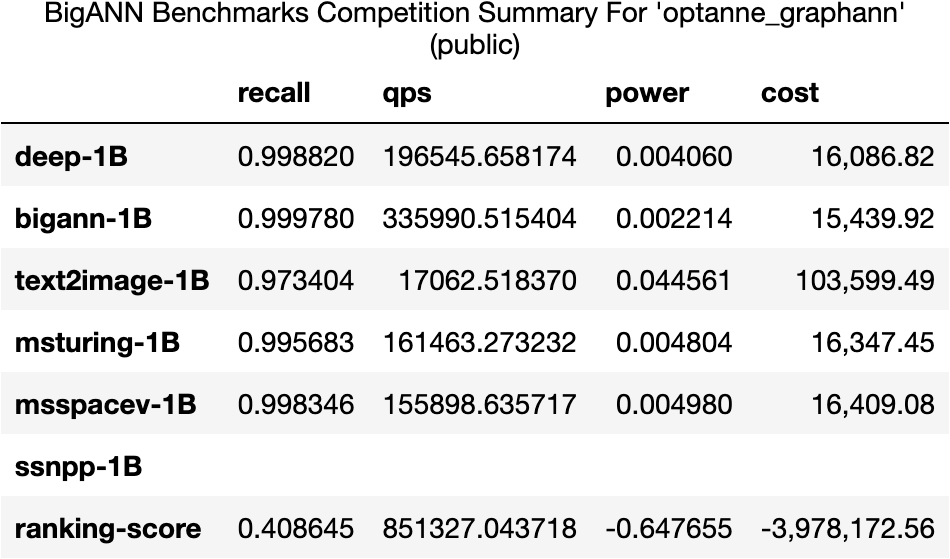 BigANN Benchmarks Competition Summary For 'optanne_graphann'
(public)
recall qps power cost
deep-1B 0.998820 196545.658174 0.004060 16,086.82
bigann-1B 0.999780 335990.515404 0.002214 15,439.92
text2image-1B 0.973404 17062.518370 0.044561 103,599.49
msturing-1B 0.995683 161463.273232 0.004804 16,347.45
msspacev-1B 0.998346 155898.635717 0.004980 16,409.08
ssnpp-1B
ranking-score 0.408645 851327.043718 -0.647655 -3,978,172.56